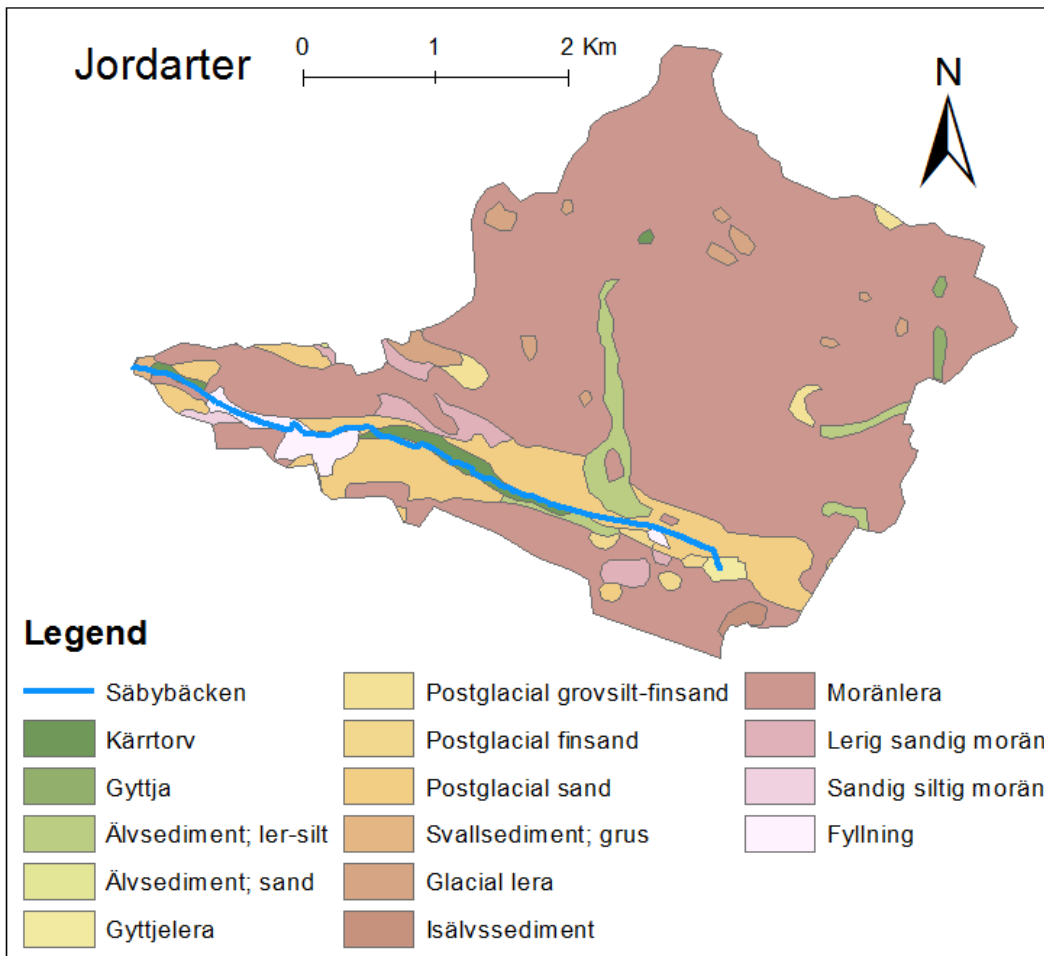 Jordarter
0 1 2 Km
N
Legend
Säbybäcken
Kärrtorv
Gyttja
Älvsediment; ler-silt
Älvsediment; sand
Gyttjelera
Postglacial grovsilt-finsand
Postglacial finsand
Postglacial sand
Svallsediment; grus
Glacial lera
Isälvssediment
Moränlera
Lerig sandig morän
Sandig siltig morän
Fyllning